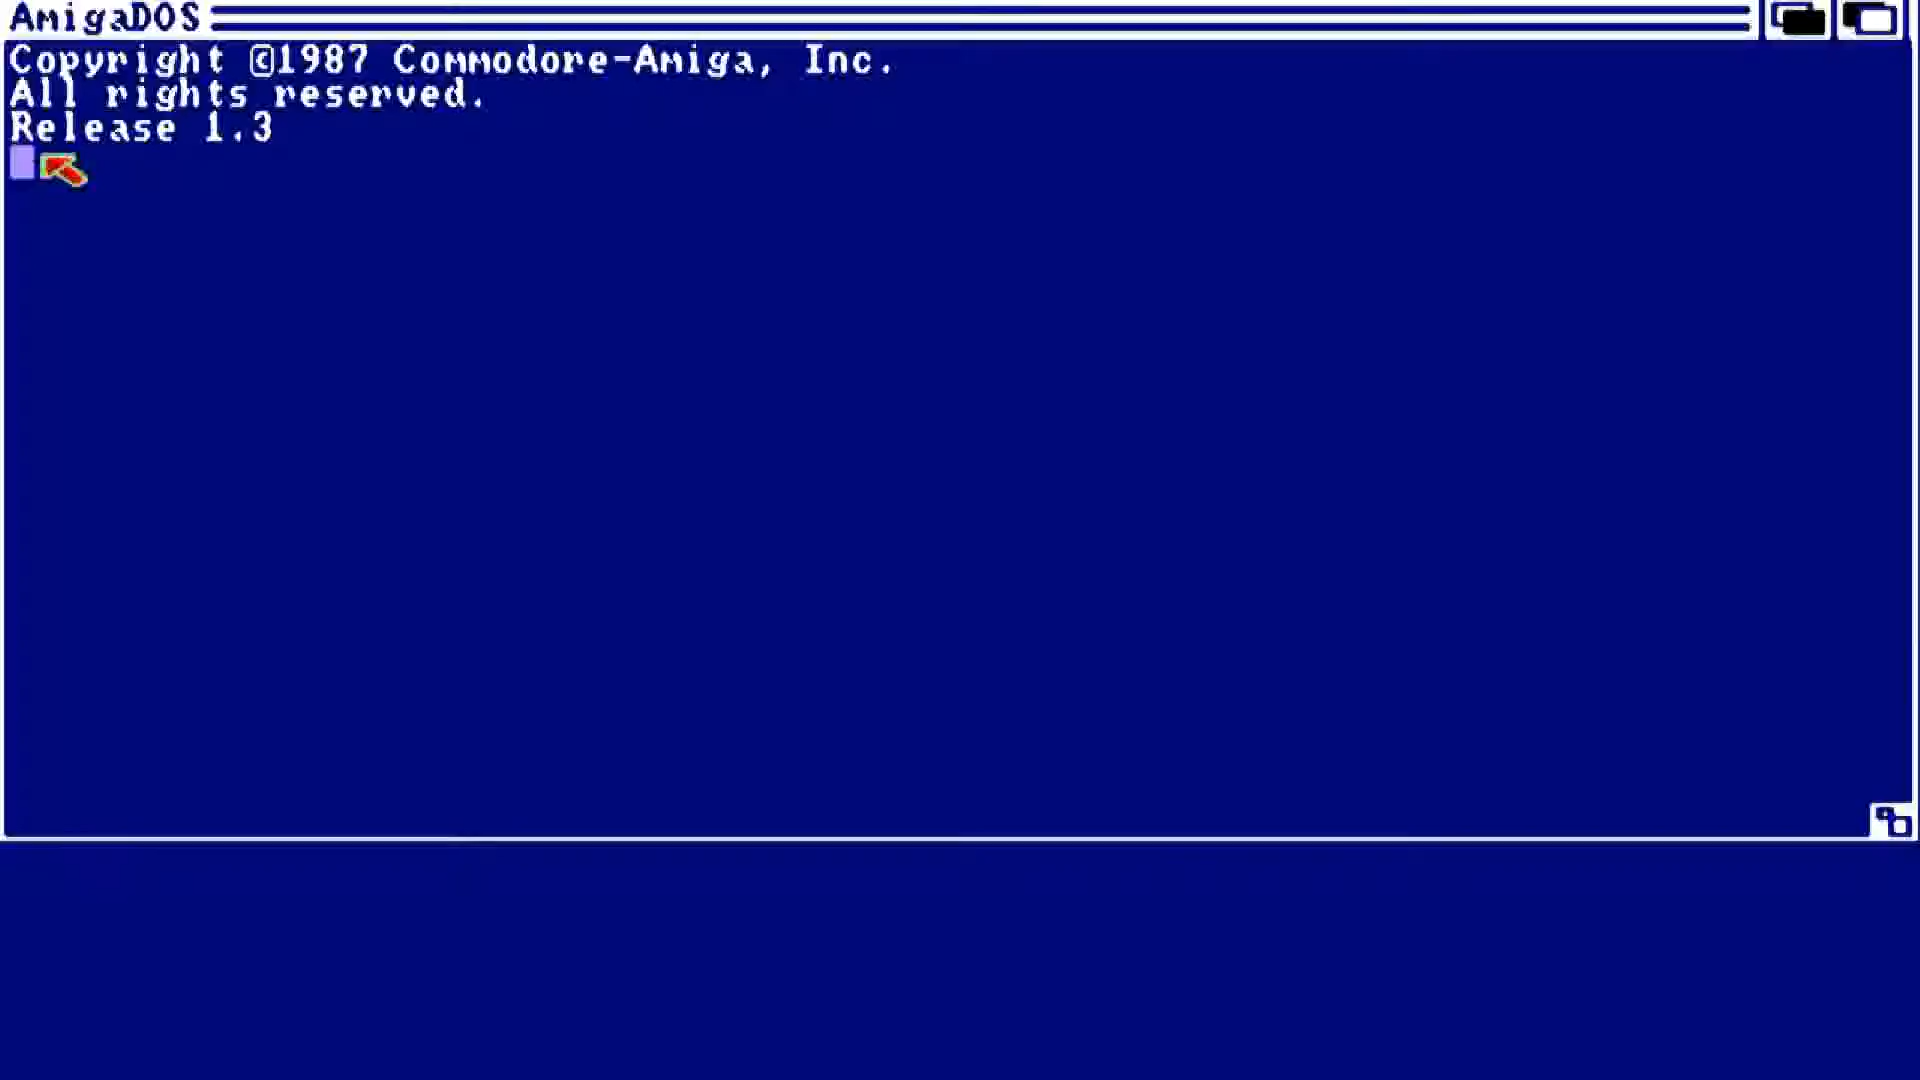 AmigaDOS
Copyright ©1987 Commodore-Amiga, Inc.
All rights reserved.
Release 1.3